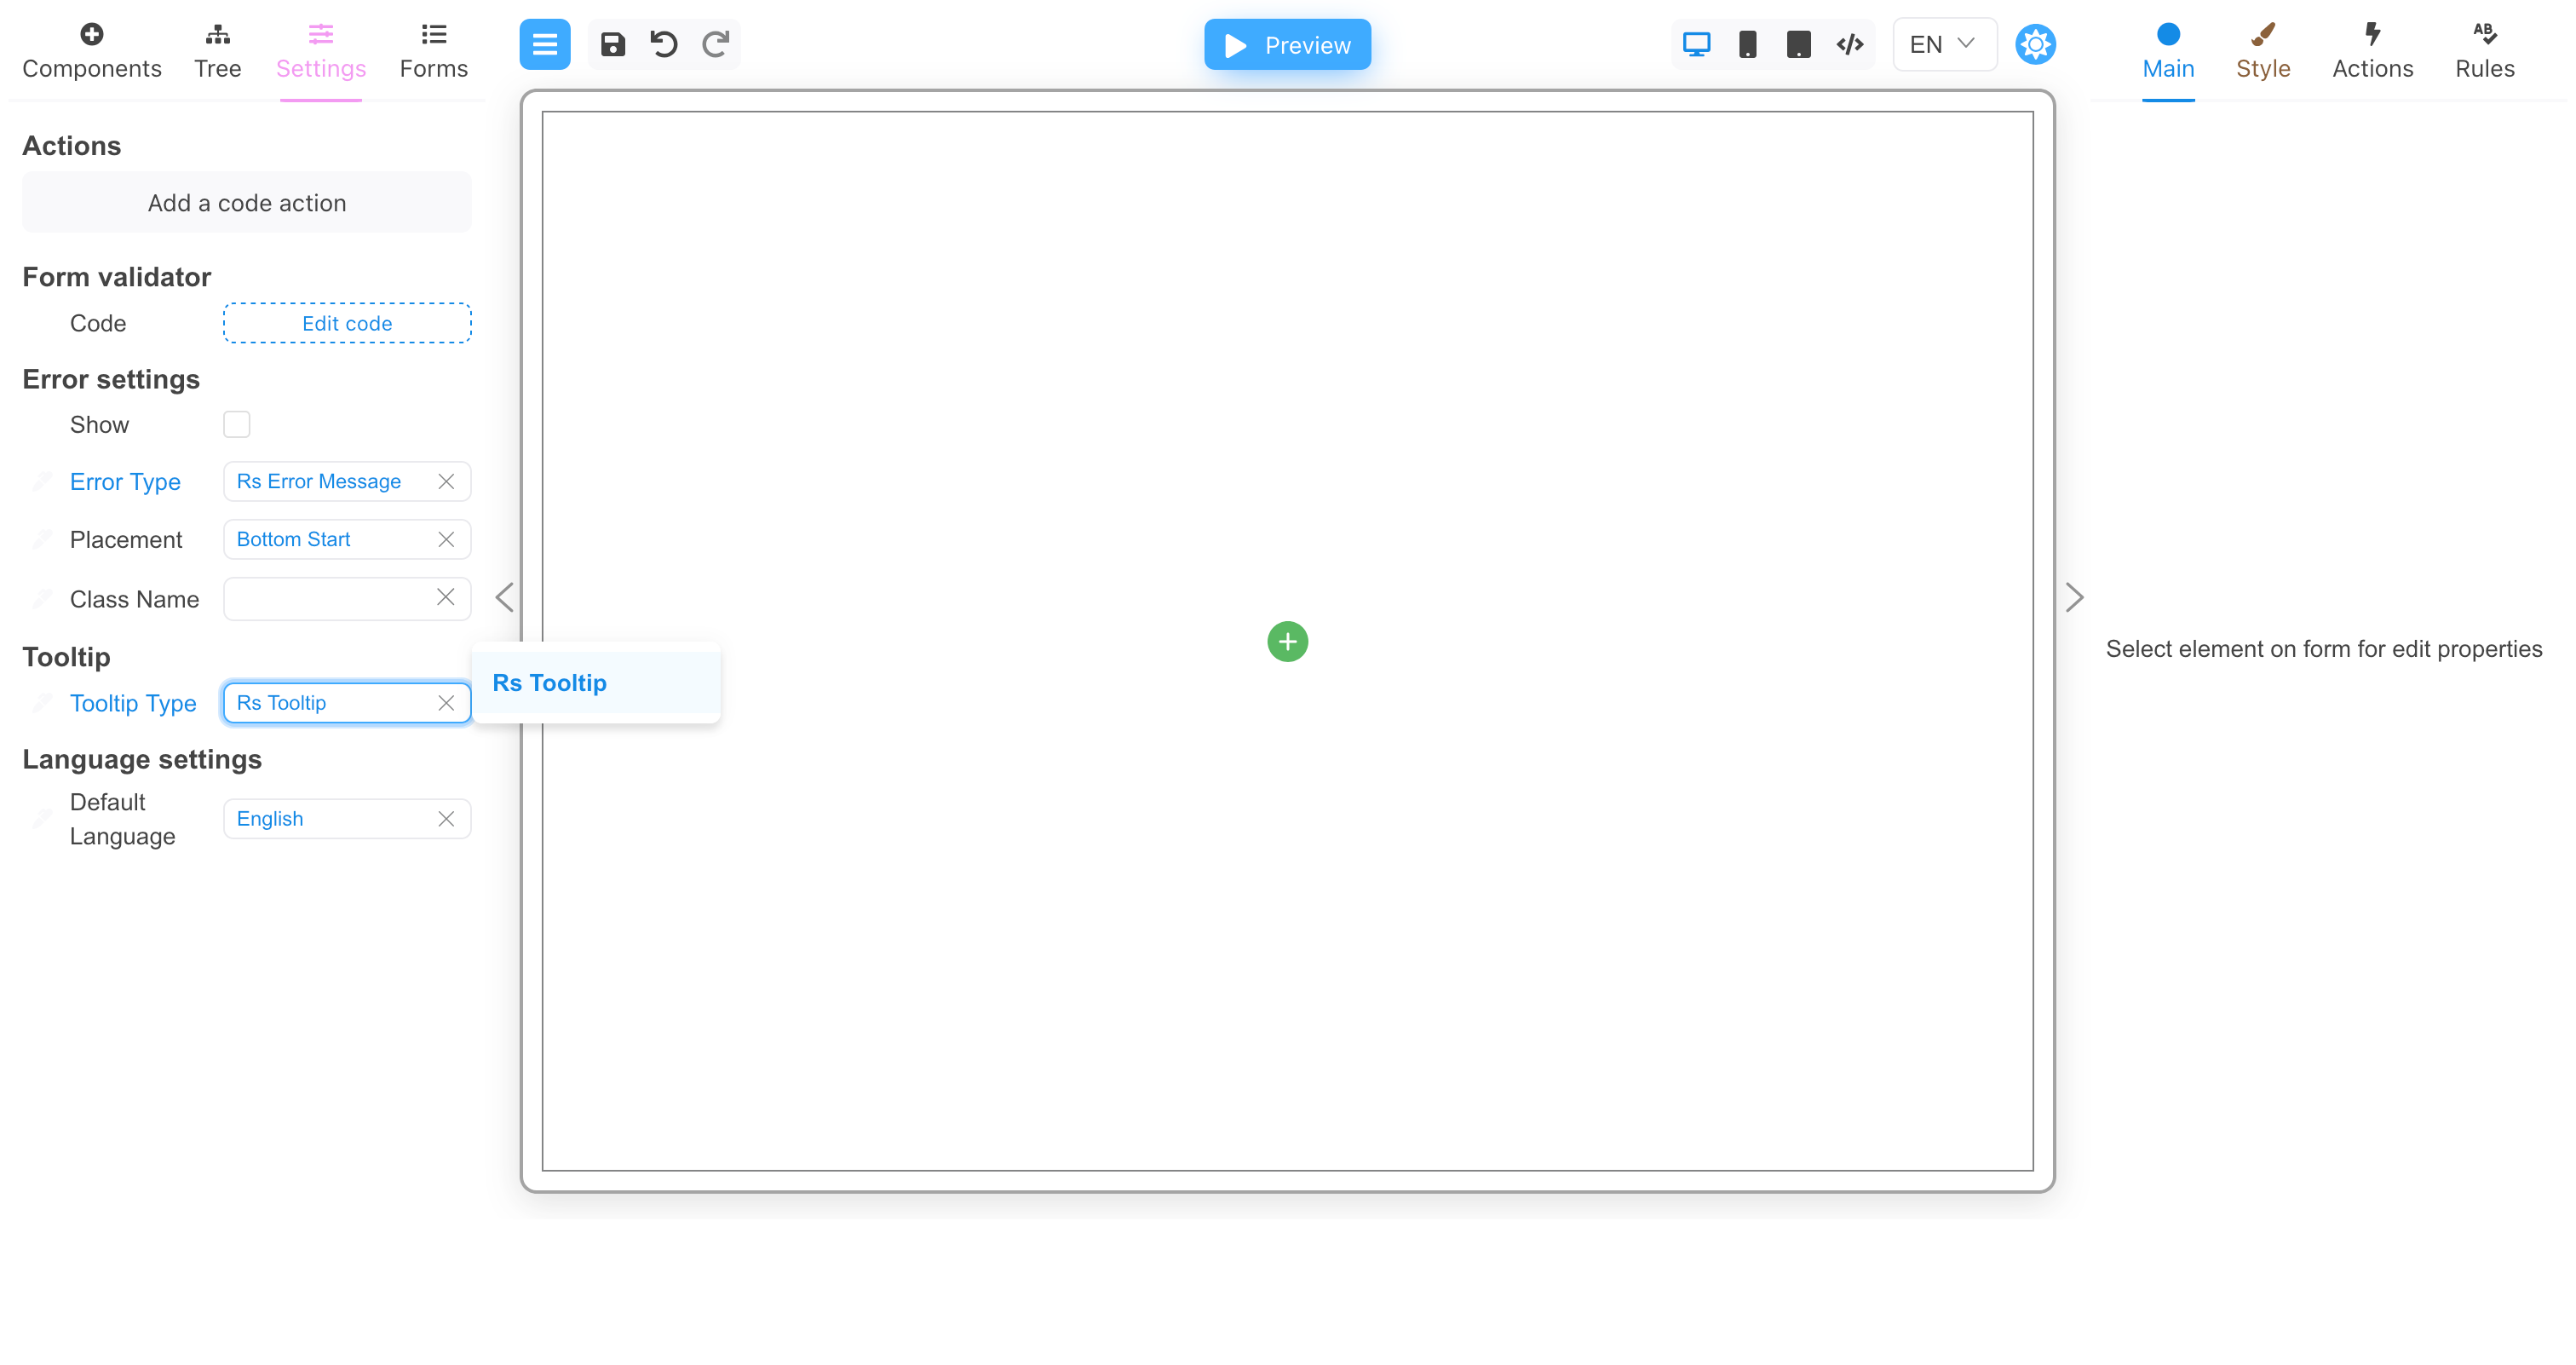 Components
Tree
Settings
Forms
Preview
</>
EN
Main
Style
Actions
AB
Rules
Actions
Add a code action
Form validator
Code
Edit code
Error settings
Show
Error Type
Rs Error Message
Placement
Bottom Start
Class Name
Tooltip
Tooltip Type
Rs Tooltip
Rs Tooltip
Language settings
Default
Language
English
Select element on form for edit properties